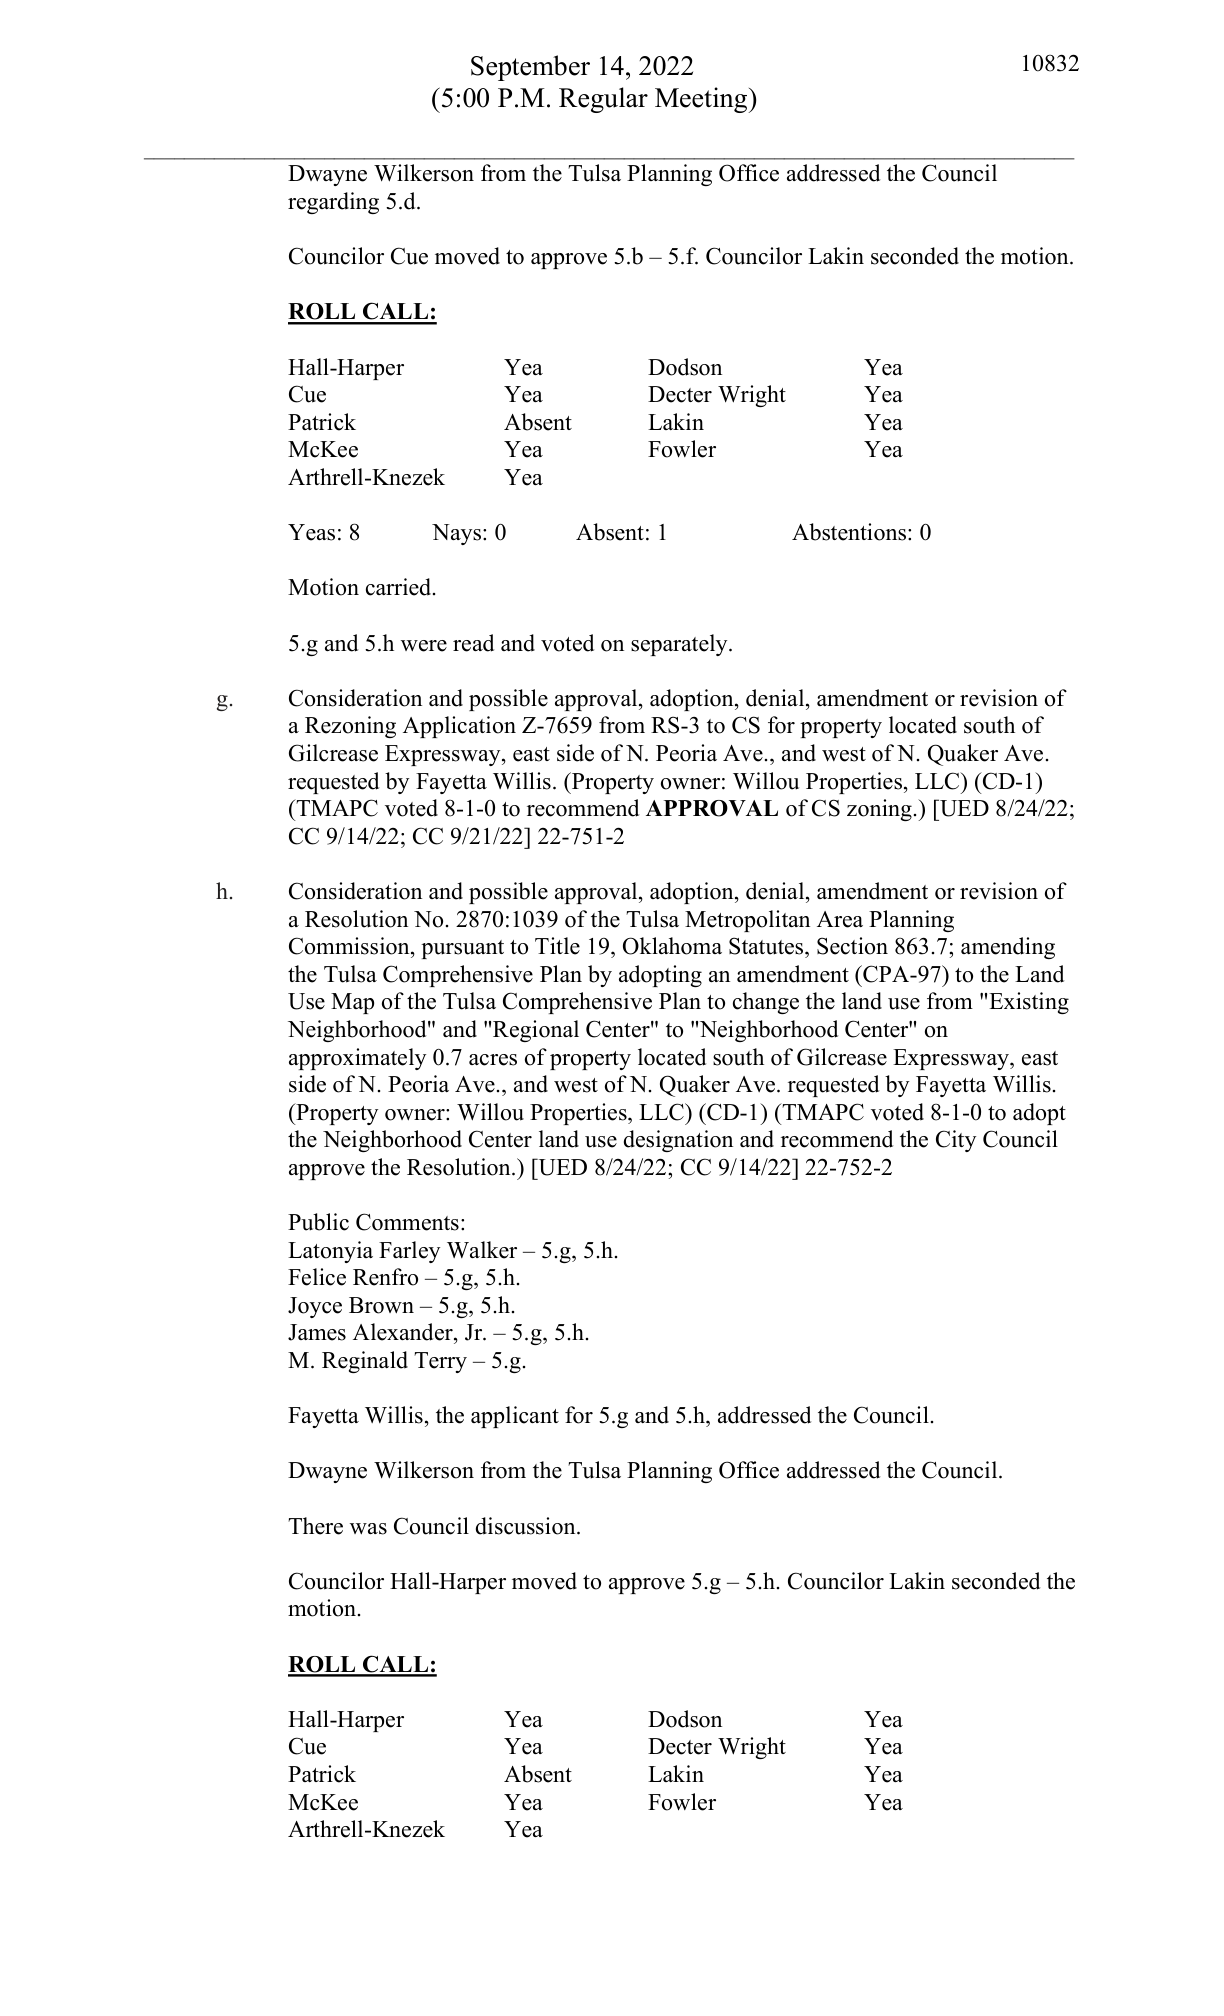 September 14, 2022
10832
(5:00 P.M. Regular Meeting)
Dwayne Wilkerson from the Tulsa Planning Office addressed the Council
regarding 5.d.
Councilor Cue moved to approve 5.b – 5.f. Councilor Lakin seconded the motion.
ROLL CALL:
Hall-Harper Yea Dodson Yea
Cue Yea Decter Wright Yea
Patrick Absent Lakin Yea
McKee Yea Fowler Yea
Arthrell-Knezek Yea
Yeas: 8 Nays: 0 Absent: 1 Abstentions: 0
Motion carried.
5.g and 5.h were read and voted on separately.
g. Consideration and possible approval, adoption, denial, amendment or revision of
a Rezoning Application Z-7659 from RS-3 to CS for property located south of
Gilcrease Expressway, east side of N. Peoria Ave., and west of N. Quaker Ave.
requested by Fayetta Willis. (Property owner: Willou Properties, LLC) (CD-1)
(TMAPC voted 8-1-0 to recommend APPROVAL of CS zoning.) [UED 8/24/22;
CC 9/14/22; CC 9/21/22] 22-751-2
h. Consideration and possible approval, adoption, denial, amendment or revision of
a Resolution No. 2870:1039 of the Tulsa Metropolitan Area Planning
Commission, pursuant to Title 19, Oklahoma Statutes, Section 863.7; amending
the Tulsa Comprehensive Plan by adopting an amendment (CPA-97) to the Land
Use Map of the Tulsa Comprehensive Plan to change the land use from "Existing
Neighborhood" and "Regional Center" to "Neighborhood Center" on
approximately 0.7 acres of property located south of Gilcrease Expressway, east
side of N. Peoria Ave., and west of N. Quaker Ave. requested by Fayetta Willis.
(Property owner: Willou Properties, LLC) (CD-1) (TMAPC voted 8-1-0 to adopt
the Neighborhood Center land use designation and recommend the City Council
approve the Resolution.) [UED 8/24/22; CC 9/14/22] 22-752-2
Public Comments:
Latonyia Farley Walker – 5.g, 5.h.
Felice Renfro – 5.g, 5.h.
Joyce Brown – 5.g, 5.h.
James Alexander, Jr. – 5.g, 5.h.
M. Reginald Terry – 5.g.
Fayetta Willis, the applicant for 5.g and 5.h, addressed the Council.
Dwayne Wilkerson from the Tulsa Planning Office addressed the Council.
There was Council discussion.
Councilor Hall-Harper moved to approve 5.g – 5.h. Councilor Lakin seconded the
motion.
ROLL CALL:
Hall-Harper Yea Dodson Yea
Cue Yea Decter Wright Yea
Patrick Absent Lakin Yea
McKee Yea Fowler Yea
Arthrell-Knezek Yea